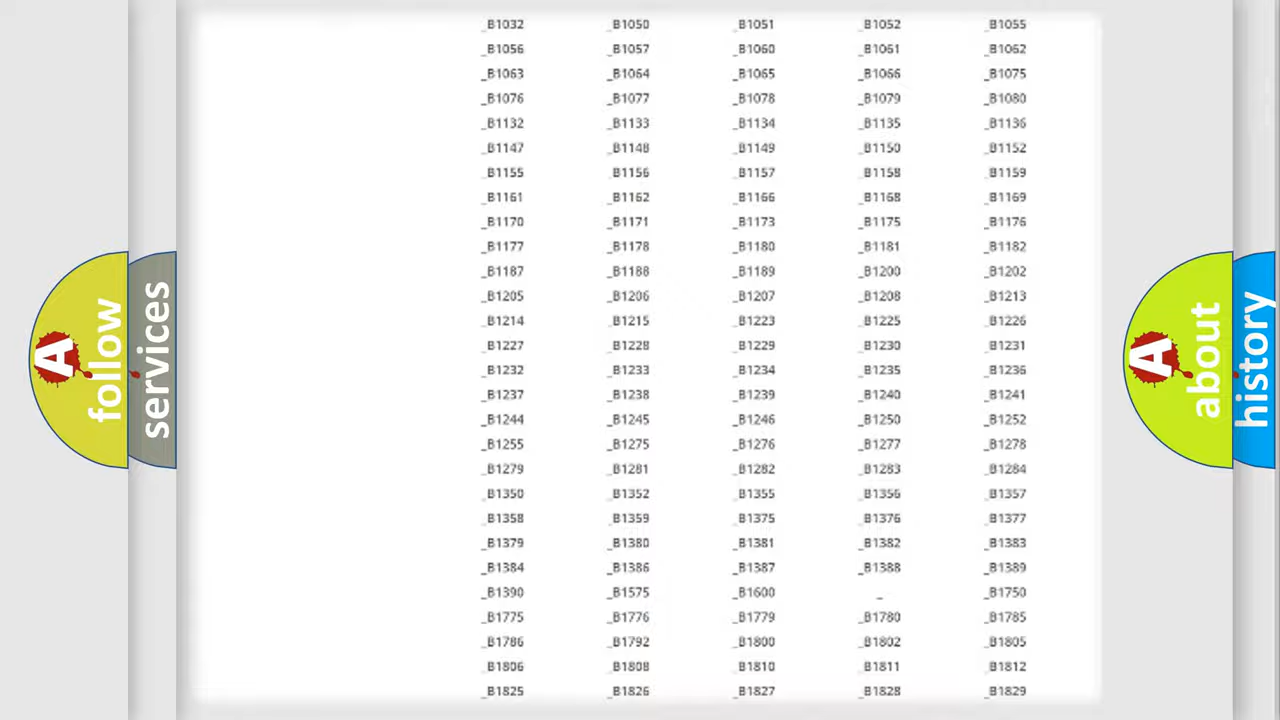 _B1032 _B1050 _B1051 _B1052 _B1055
_B1056 _B1057 _B1060 _B1061 _B1062
_B1063 _B1064 _B1065 _B1066 _B1075
_B1076 _B1077 _B1078 _B1079 _B1080
_B1132 _B1133 _B1134 _B1135 _B1136
_B1147 _B1148 _B1149 _B1150 _B1152
_B1155 _B1156 _B1157 _B1158 _B1159
_B1161 _B1162 _B1166 _B1168 _B1169
_B1170 _B1171 _B1173 _B1175 _B1176
_B1177 _B1178 _B1180 _B1181 _B1182
_B1187 _B1188 _B1189 _B1200 _B1202
_B1205 _B1206 _B1207 _B1208 _B1213
_B1214 _B1215 _B1223 _B1225 _B1226
_B1227 _B1228 _B1229 _B1230 _B1231
_B1232 _B1233 _B1234 _B1235 _B1236
_B1237 _B1238 _B1239 _B1240 _B1241
_B1244 _B1245 _B1246 _B1250 _B1252
_B1255 _B1275 _B1276 _B1277 _B1278
_B1279 _B1281 _B1282 _B1283 _B1284
_B1350 _B1352 _B1355 _B1356 _B1357
_B1358 _B1359 _B1375 _B1376 _B1377
_B1379 _B1380 _B1381 _B1382 _B1383
_B1384 _B1386 _B1387 _B1388 _B1389
_B1390 _B1575 _B1600 _ _B1750
_B1775 _B1776 _B1779 _B1780 _B1785
_B1786 _B1792 _B1800 _B1802 _B1805
_B1806 _B1808 _B1810 _B1811 _B1812
_B1825 _B1826 _B1827 _B1828 _B1829
A follow
services
A about
history